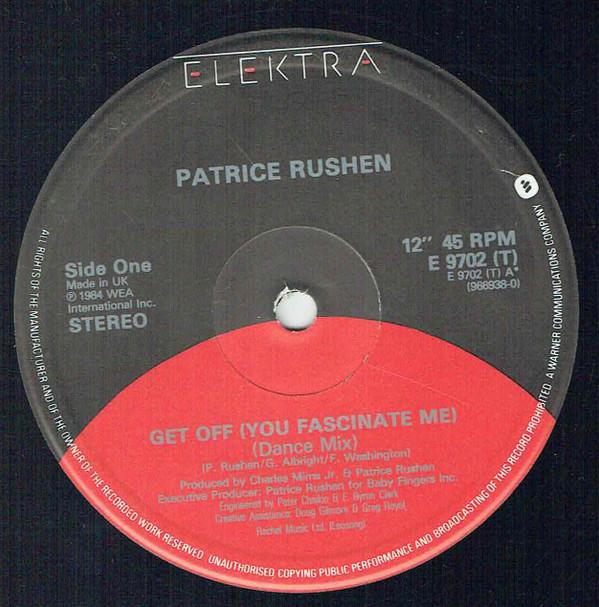 ELEKTRA
PATRICE RUSHEN
12" 45 RPM
E 9702 (T)
E 9702 (T) A*
(966938-0)
Side One
Made in UK
℗ 1984 WEA
International Inc.
STEREO
GET OFF (YOU FASCINATE ME)
(Dance Mix)
(P. Rushen/G. Albright/F. Washington)
Produced by Charles Mims Jr. & Patrice Rushen
Executive Producer: Patrice Rushen for Baby Fingers Inc.
Engineered by Peter Chaikin & F. Byron Clark
Creative Assistance: Doug Gilmore & Greg Royal
Rachel Music Ltd. (Leosong)
ALL RIGHTS OF THE MANUFACTURER AND OF THE OWNER OF THE RECORDED WORK RESERVED UNAUTHORISED COPYING PUBLIC PERFORMANCE AND BROADCASTING OF THIS RECORD PROHIBITED A WARNER COMMUNICATIONS COMPANY